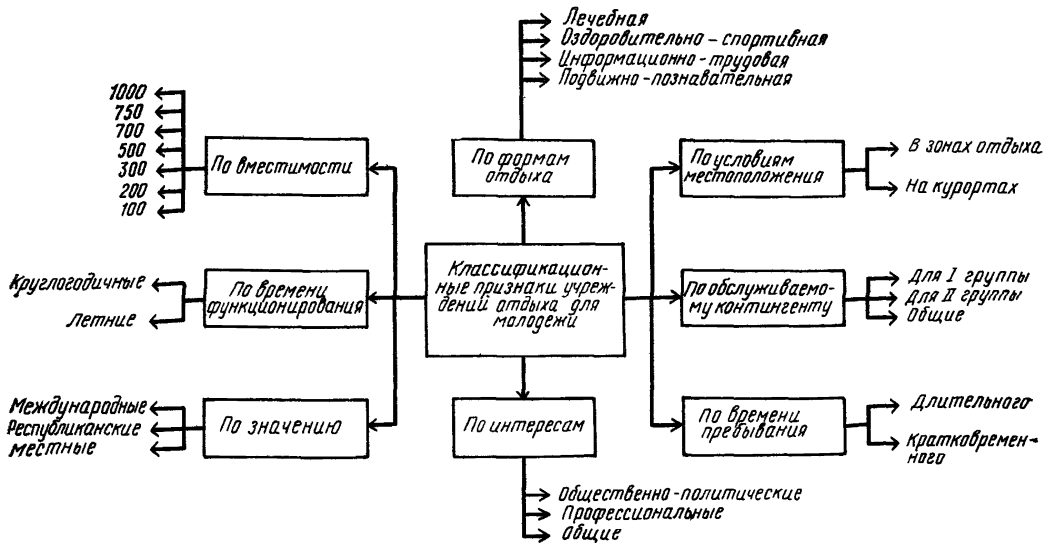 Лечебная
Оздоровительно-спортивная
Информационно-трудовая
Подвижно-познавательная
1000
750
700
500
300
200
100
По вместимости
По формам
отдыха
По условиям
местоположения
В зонах отдыха
На курортах
Круглогодичные
Летние
По времени
функционирования
Классификацион-
ные признаки учреж-
дений отдыха для
молодежи
По обслуживаемо-
му контингенту
Для I группы
Для II группы
Общие
Международные
Республиканские
Местные
По значению
По интересам
По времени
пребывания
Длительного
Кратковремен-
ного
Общественно-политические
Профессиональные
Общие